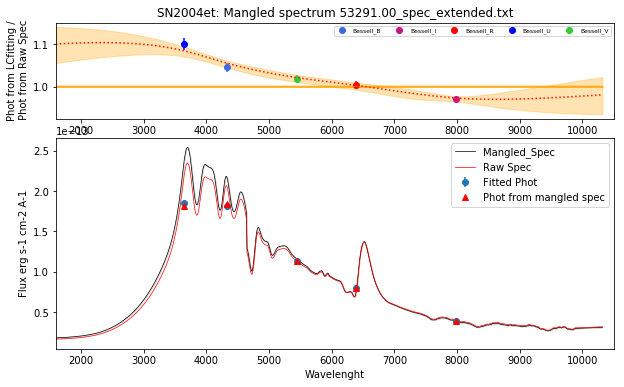 SN2004et: Mangled spectrum 53291.00_spec_extended.txt
Phot from LCfitting /
Phot from Raw Spec
1.1
1.0
Bessell_B
Bessell_I
Bessell_R
Bessell_U
Bessell_V
2000 3000 4000 5000 6000 7000 8000 9000 10000
Flux erg s-1 cm-2 A-1
2.5
2.0
1.5
1.0
0.5
Mangled_Spec
Raw Spec
Fitted Phot
Phot from mangled spec
2000 3000 4000 5000 6000 7000 8000 9000 10000
Wavelenght